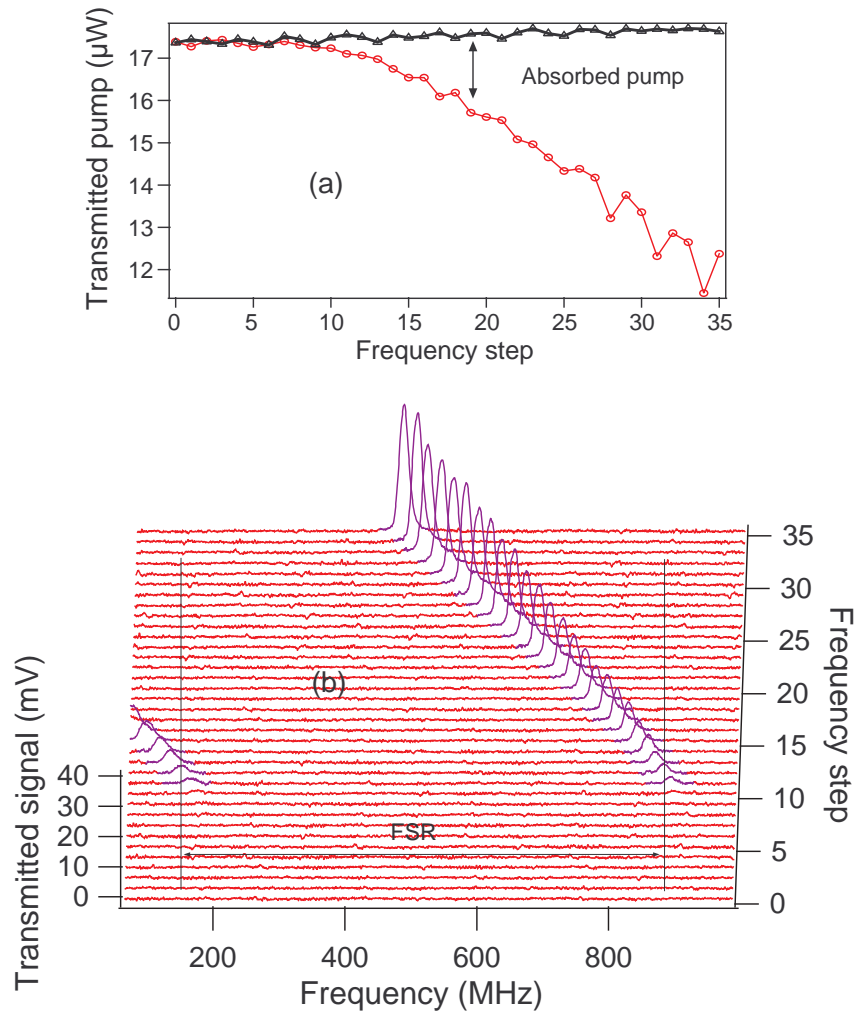 Transmitted pump (µW)
17
16
15
14
13
12
Absorbed pump
(a)
0 5 10 15 20 25 30 35
Frequency step
(b)
FSR
Transmitted signal (mV)
40
30
20
10
0
35
30
25
20
15
10
5
0
Frequency step
200 400 600 800
Frequency (MHz)